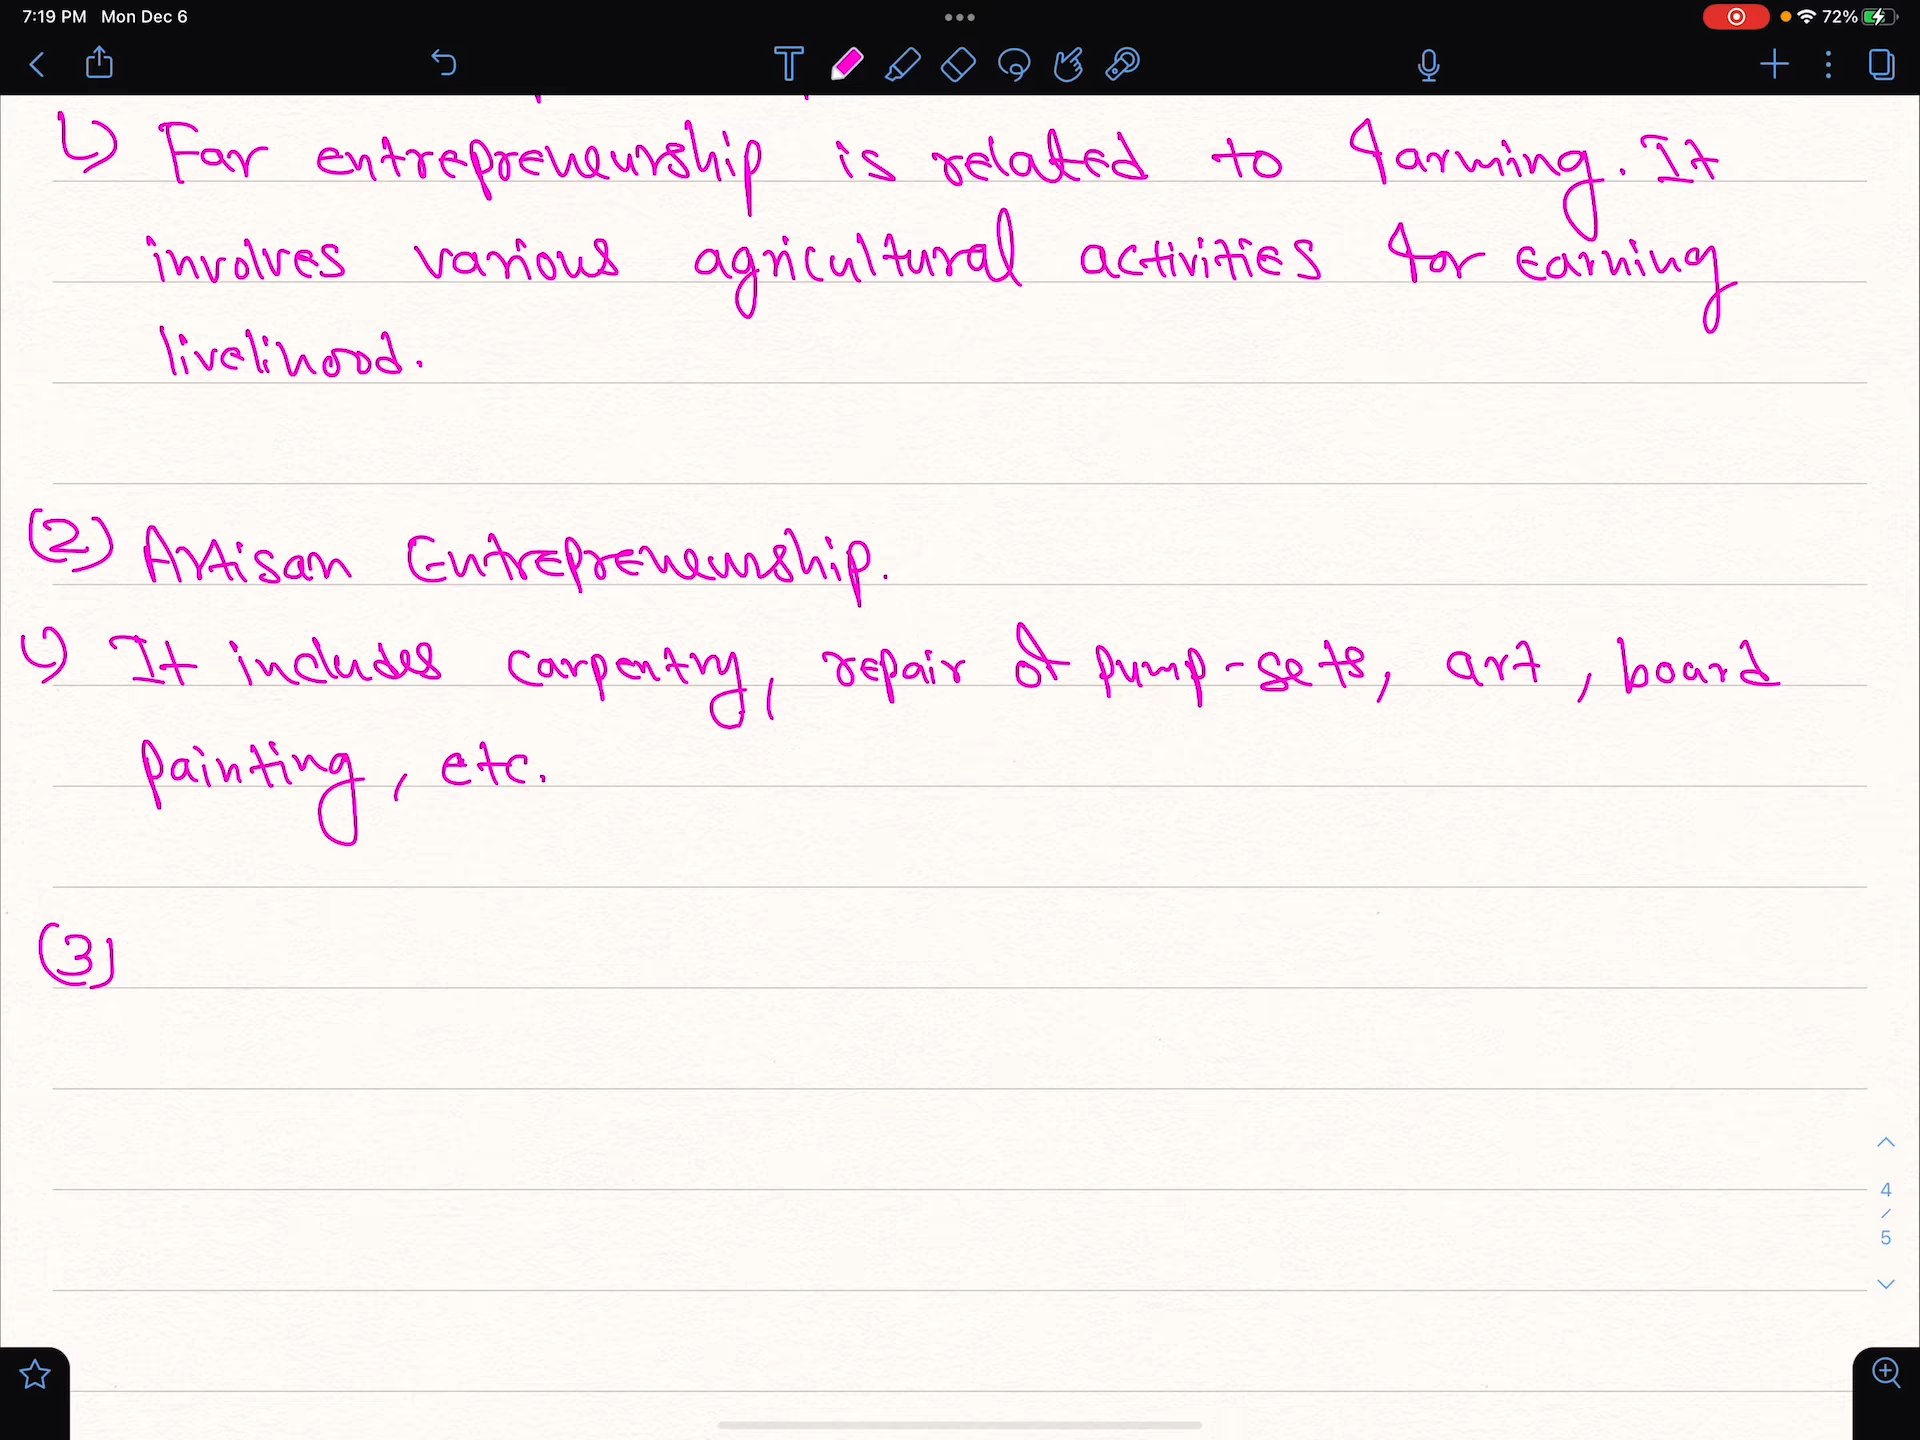 7:19 PM Mon Dec 6
72%
i) Far entrepreneurship is related to farming. It
involves various agricultural activities for earning
livelihood.
(2) Artisan Entrepreneurship.
i) It includes carpentry, repair of pump-sets, art, board
painting, etc.
(3)
4
/
5